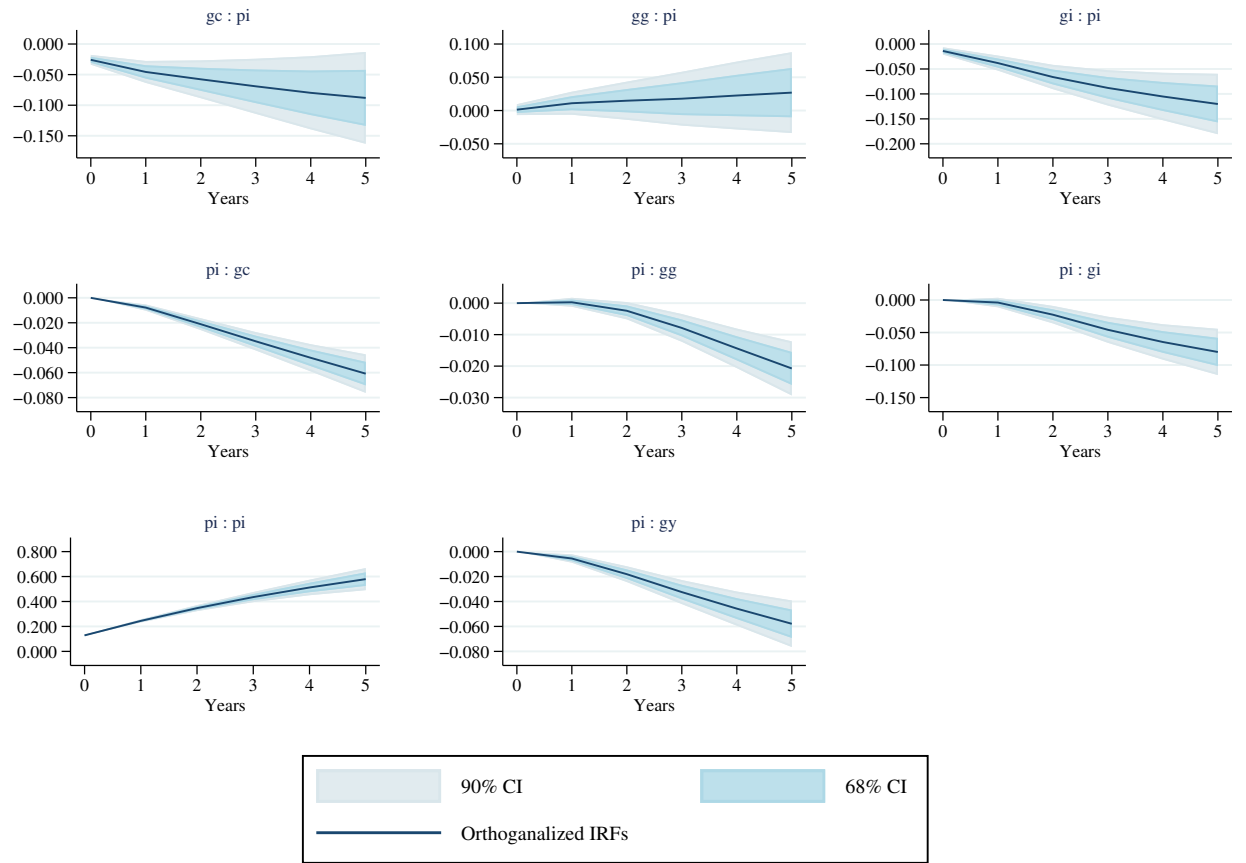 gc : pi
gg : pi
gi : pi
0.000
−0.050
−0.100
−0.150
0 1 2 3 4 5
Years
0.100
0.050
0.000
−0.050
0 1 2 3 4 5
Years
0.000
−0.050
−0.100
−0.150
−0.200
0 1 2 3 4 5
Years
pi : gc
pi : gg
pi : gi
0.000
−0.020
−0.040
−0.060
−0.080
0 1 2 3 4 5
Years
0.000
−0.010
−0.020
−0.030
0 1 2 3 4 5
Years
0.000
−0.050
−0.100
−0.150
0 1 2 3 4 5
Years
pi : pi
pi : gy
0.800
0.600
0.400
0.200
0.000
0 1 2 3 4 5
Years
0.000
−0.020
−0.040
−0.060
−0.080
0 1 2 3 4 5
Years
90% CI
68% CI
Orthoganalized IRFs